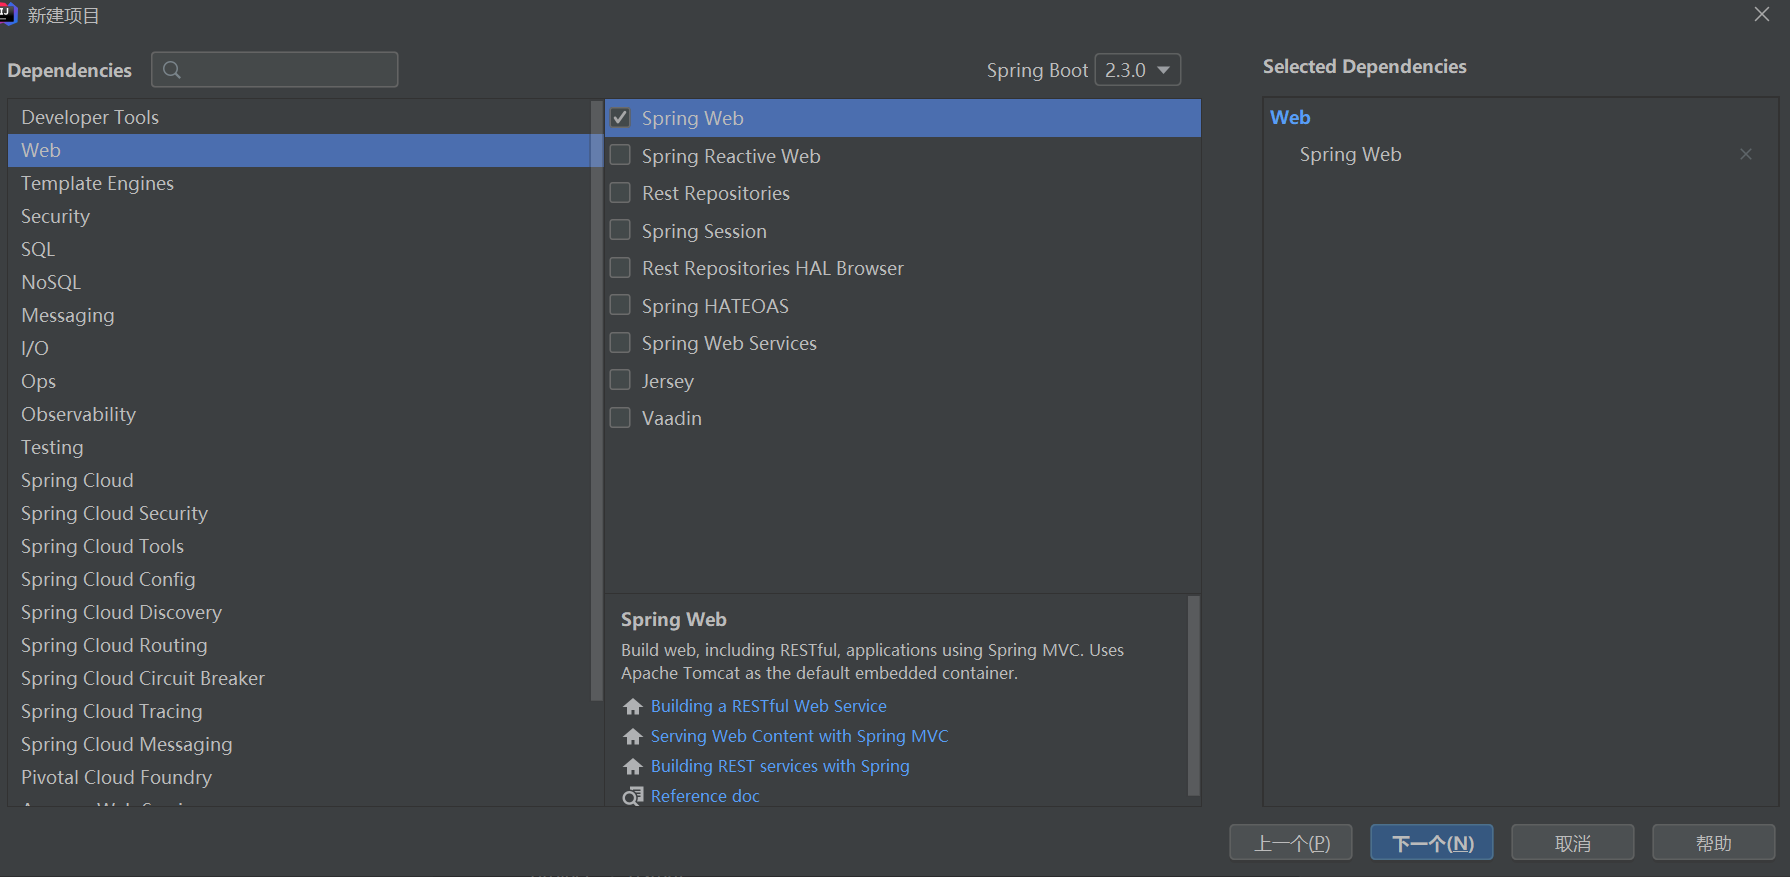 新建项目
Dependencies
Spring Boot 2.3.0
Selected Dependencies
Developer Tools
Web
Template Engines
Security
SQL
NoSQL
Messaging
I/O
Ops
Observability
Testing
Spring Cloud
Spring Cloud Security
Spring Cloud Tools
Spring Cloud Config
Spring Cloud Discovery
Spring Cloud Routing
Spring Cloud Circuit Breaker
Spring Cloud Tracing
Spring Cloud Messaging
Pivotal Cloud Foundry
Spring Web
Spring Reactive Web
Rest Repositories
Spring Session
Rest Repositories HAL Browser
Spring HATEOAS
Spring Web Services
Jersey
Vaadin
Spring Web
Build web, including RESTful, applications using Spring MVC. Uses
Apache Tomcat as the default embedded container.
Building a RESTful Web Service
Serving Web Content with Spring MVC
Building REST services with Spring
Reference doc
Web
Spring Web
上一个(P)
下一个(N)
取消
帮助